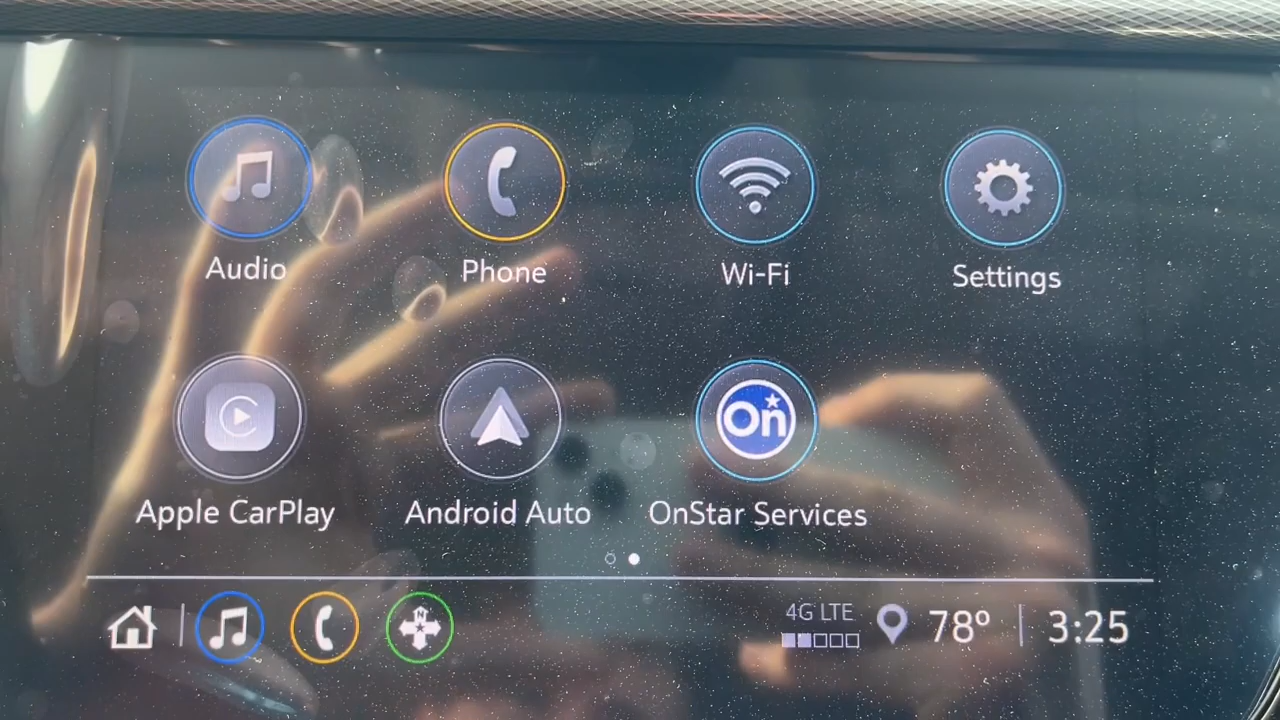 Audio
Phone
Wi-Fi
Settings
On
Apple CarPlay
Android Auto
OnStar Services
N
4G LTE
78°
3:25